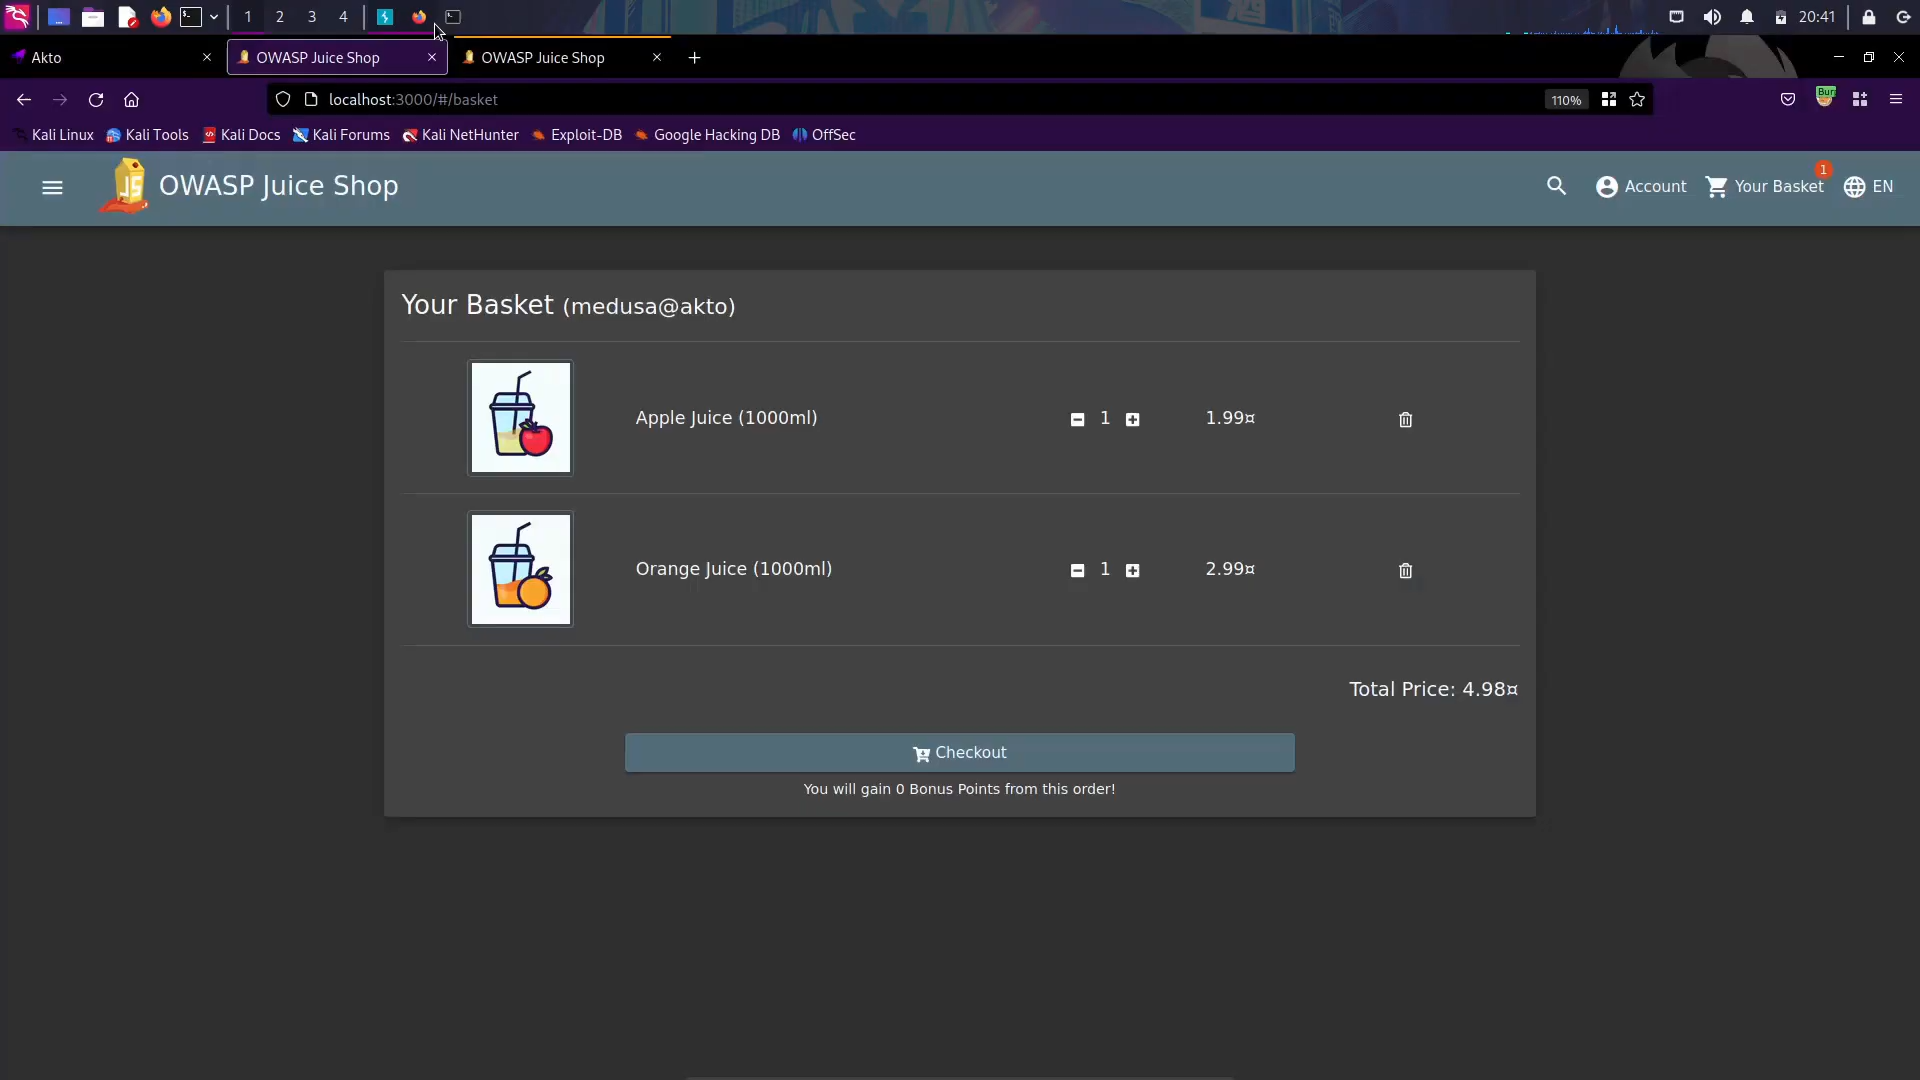 1 2 3 4 20:41
Akto OWASP Juice Shop OWASP Juice Shop
localhost:3000/#/basket 110% Bur
Kali Linux Kali Tools Kali Docs Kali Forums Kali NetHunter Exploit-DB Google Hacking DB OffSec
JS OWASP Juice Shop Account Your Basket 1 EN
Your Basket (medusa@akto)
Apple Juice (1000ml) 1 1.99¤
Orange Juice (1000ml) 1 2.99¤
Total Price: 4.98¤
Checkout
You will gain 0 Bonus Points from this order!